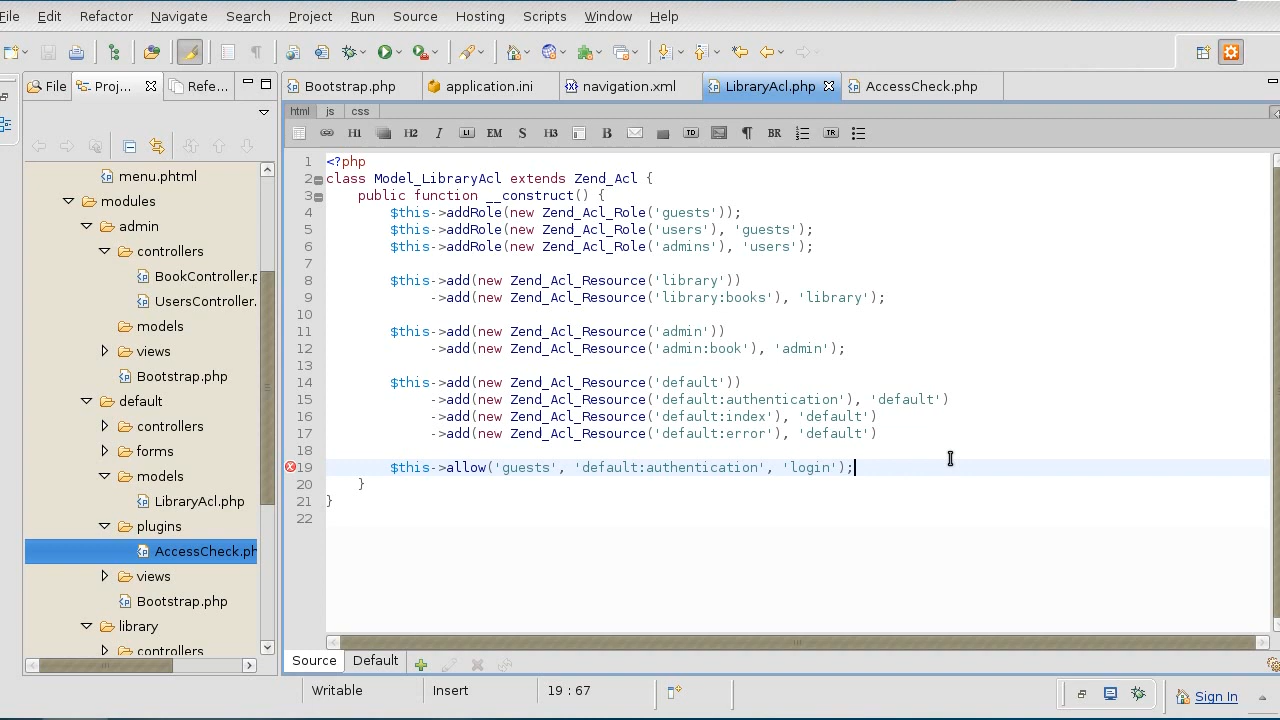 File Edit Refactor Navigate Search Project Run Source Hosting Scripts Window Help
File Proj... Refe...
Bootstrap.php application.ini navigation.xml LibraryAcl.php AccessCheck.php
html js css
H1 H2 I LI EM S H3 B TD ¶ BR TR
menu.phtml
modules
admin
controllers
BookController.p
UsersController.
models
views
Bootstrap.php
default
controllers
forms
models
LibraryAcl.php
plugins
AccessCheck.ph
views
Bootstrap.php
library
controllers
1 <?php
2 class Model_LibraryAcl extends Zend_Acl {
3 public function __construct() {
4 $this->addRole(new Zend_Acl_Role('guests'));
5 $this->addRole(new Zend_Acl_Role('users'), 'guests');
6 $this->addRole(new Zend_Acl_Role('admins'), 'users');
7
8 $this->add(new Zend_Acl_Resource('library'))
9 ->add(new Zend_Acl_Resource('library:books'), 'library');
10
11 $this->add(new Zend_Acl_Resource('admin'))
12 ->add(new Zend_Acl_Resource('admin:book'), 'admin');
13
14 $this->add(new Zend_Acl_Resource('default'))
15 ->add(new Zend_Acl_Resource('default:authentication'), 'default')
16 ->add(new Zend_Acl_Resource('default:index'), 'default')
17 ->add(new Zend_Acl_Resource('default:error'), 'default')
18
19 $this->allow('guests', 'default:authentication', 'login');
20 }
21 }
22
Source Default
Writable Insert 19 : 67 Sign In